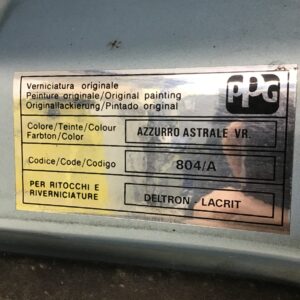 Verniciatura originale
Peinture originale/Original painting
Originallackierung/Pintado original
PPG
Colore/Teinte/Colour
Farbton/Color
AZZURRO ASTRALE VR.
Codice/Code/Codigo
804/A
PER RITOCCHI E
RIVERNICIATURE
DELTRON - LACRIT